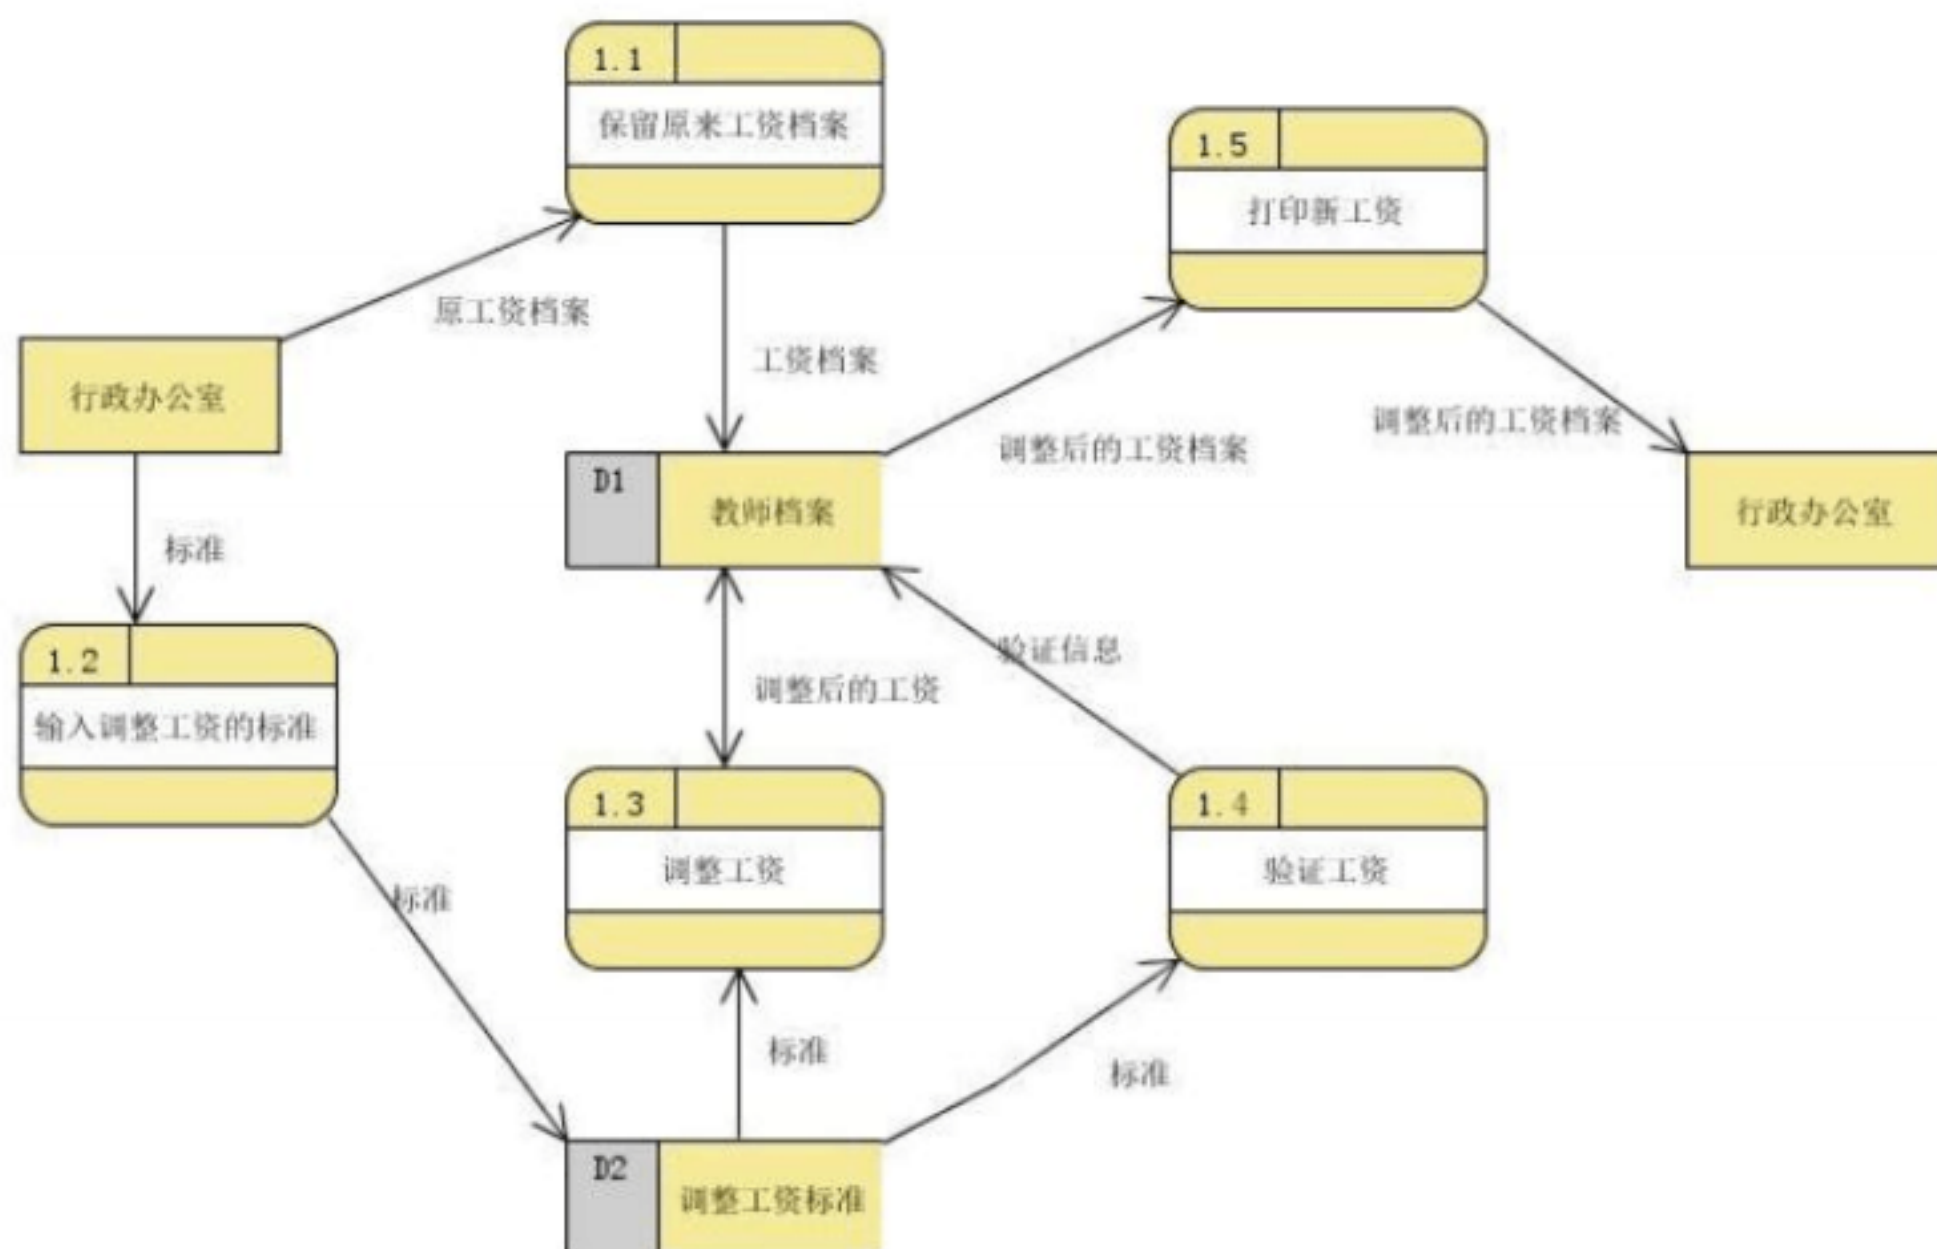 1.1
保留原来工资档案
1.5
打印新工资
原工资档案
工资档案
行政办公室
调整后的工资档案
调整后的工资档案
D1
教师档案
行政办公室
标准
验证信息
1.2
输入调整工资的标准
调整后的工资
1.3
调整工资
1.4
验证工资
标准
标准
标准
D2
调整工资标准